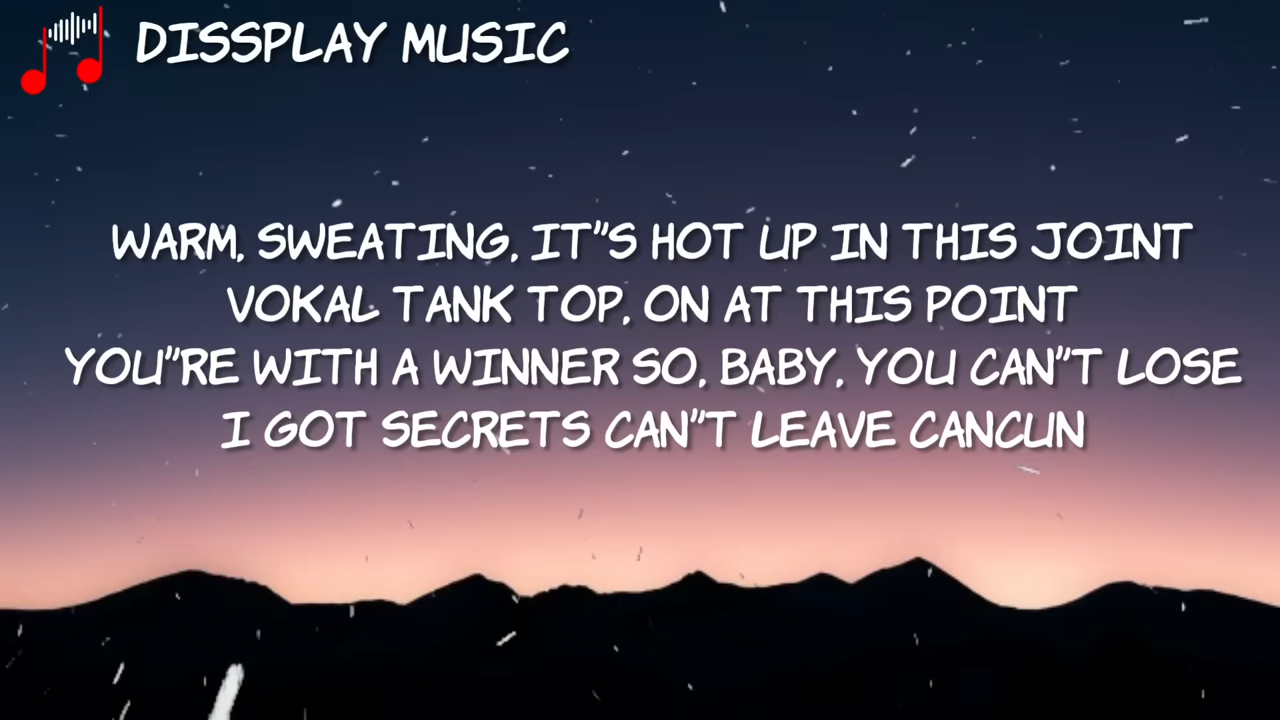 DISSPLAY MUSIC
WARM, SWEATING, IT"S HOT UP IN THIS JOINT
VOKAL TANK TOP, ON AT THIS POINT
YOU"RE WITH A WINNER SO, BABY, YOU CAN"T LOSE
I GOT SECRETS CAN"T LEAVE CANCUN